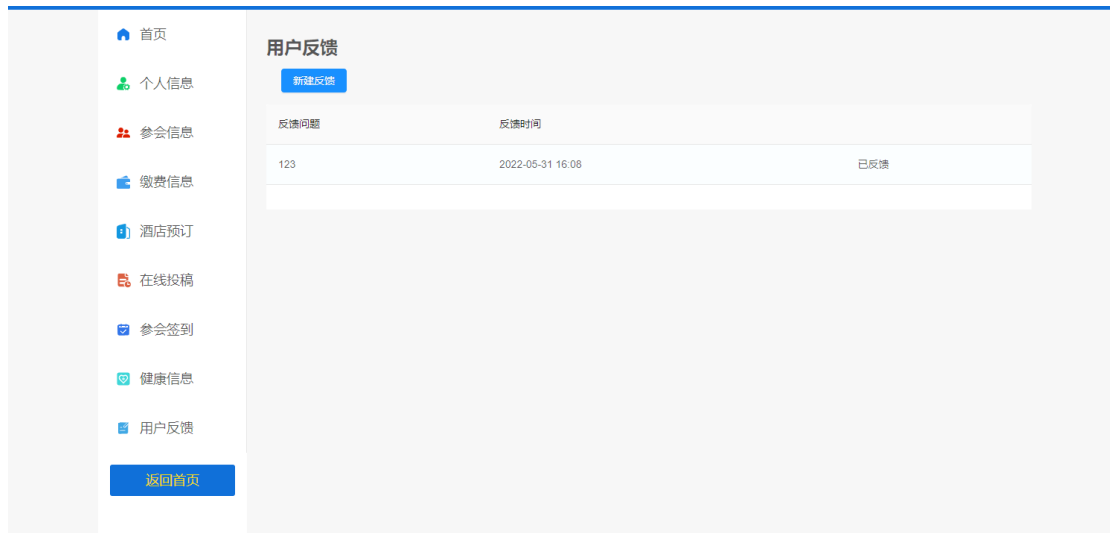 首页
个人信息
参会信息
缴费信息
酒店预订
在线投稿
参会签到
健康信息
用户反馈
返回首页
用户反馈
新建反馈
反馈问题 反馈时间
123 2022-05-31 16:08 已反馈